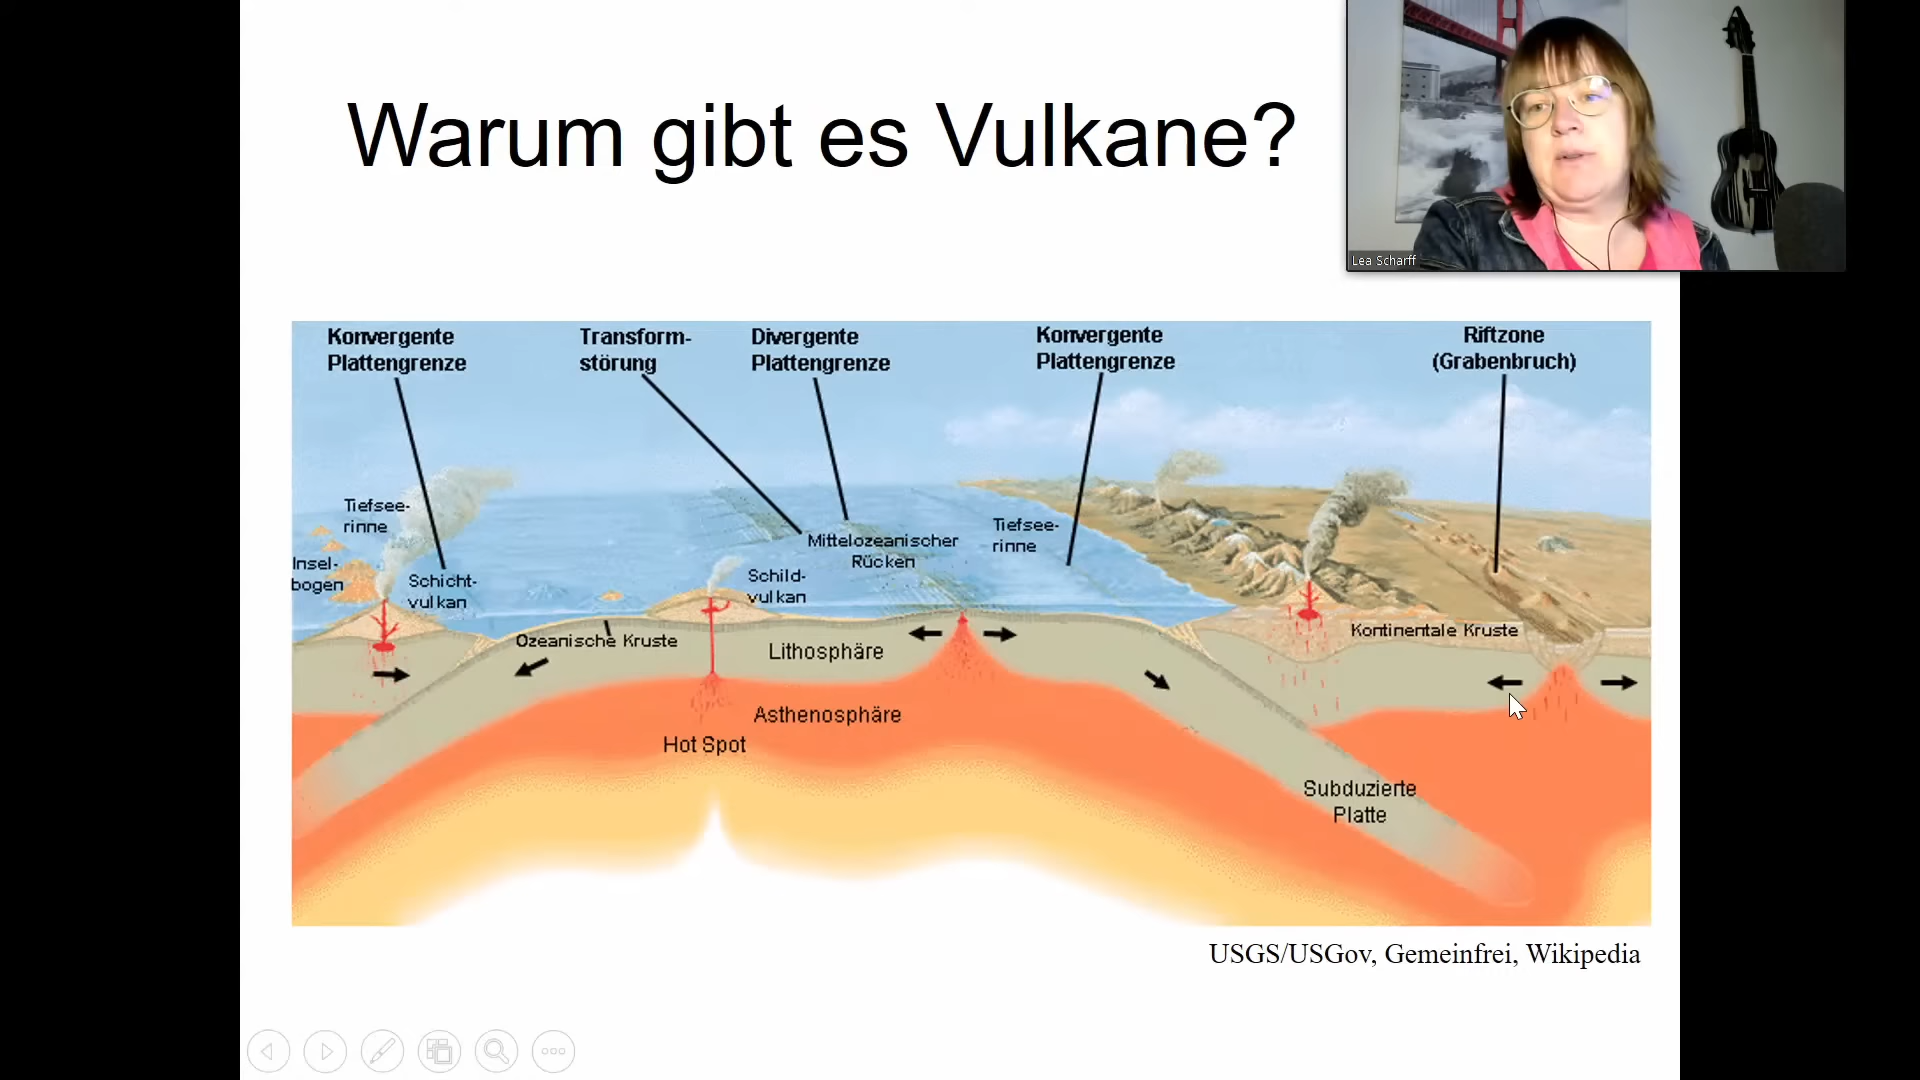 Warum gibt es Vulkane?
Lea Scharff
Konvergente
Plattengrenze
Transform-
störung
Divergente
Plattengrenze
Konvergente
Plattengrenze
Riftzone
(Grabenbruch)
Tiefsee-
rinne
Insel-
bogen
Schicht-
vulkan
Ozeanische Kruste
Schild-
vulkan
Mittelozeanischer
Rücken
Tiefsee-
rinne
Kontinentale Kruste
Lithosphäre
Asthenosphäre
Hot Spot
Subduzierte
Platte
USGS/USGov, Gemeinfrei, Wikipedia